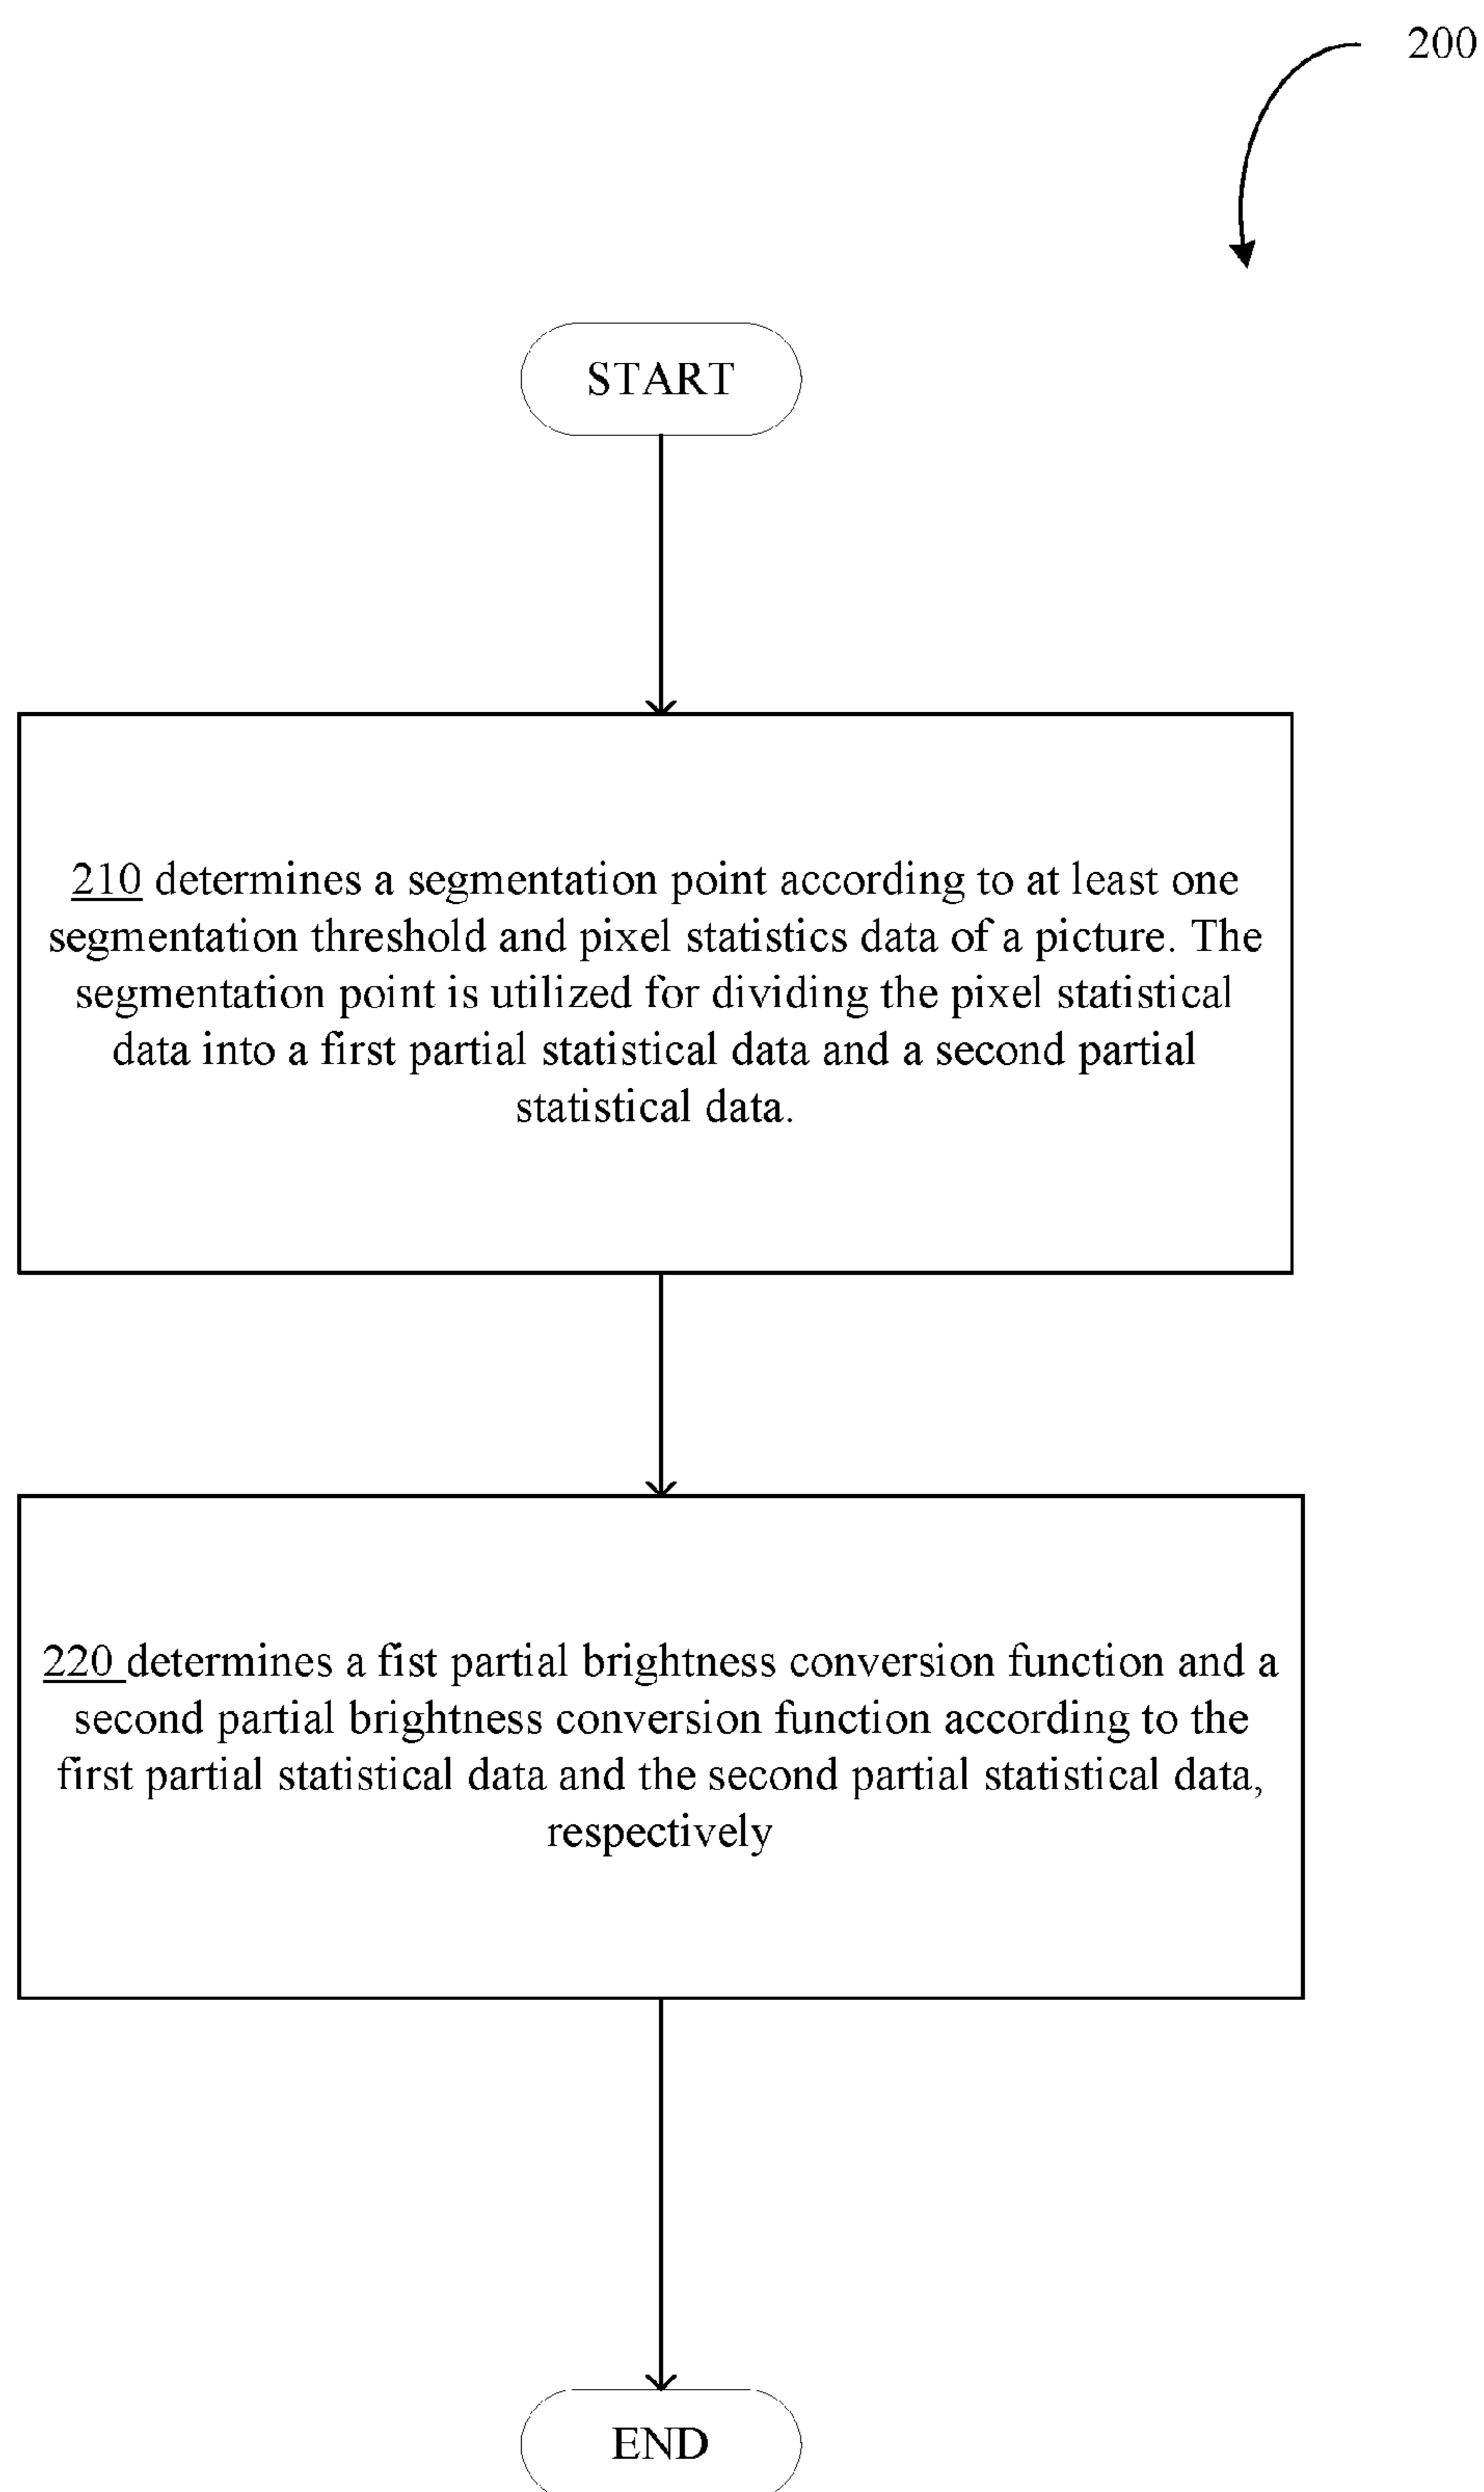 200
START
210 determines a segmentation point according to at least one
segmentation threshold and pixel statistics data of a picture. The
segmentation point is utilized for dividing the pixel statistical
data into a first partial statistical data and a second partial
statistical data.
220 determines a fist partial brightness conversion function and a
second partial brightness conversion function according to the
first partial statistical data and the second partial statistical data,
respectively
END